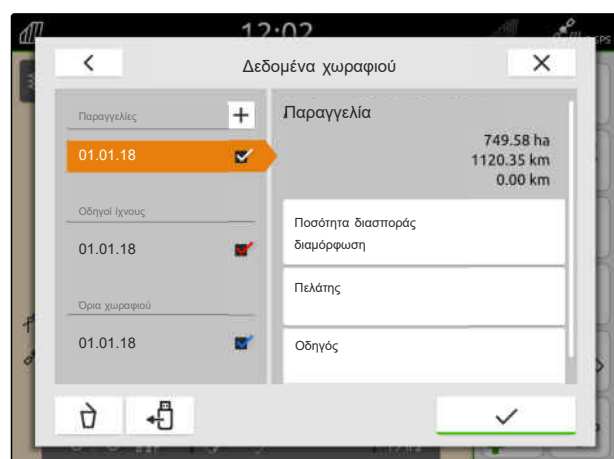 12:02
GPS
Δεδομένα χωραφιού
Παραγγελίες
01.01.18
Οδηγοί ίχνους
01.01.18
Όρια χωραφιού
01.01.18
Παραγγελία
749.58 ha
1120.35 km
0.00 km
Ποσότητα διασποράς
διαμόρφωση
Πελάτης
Οδηγός